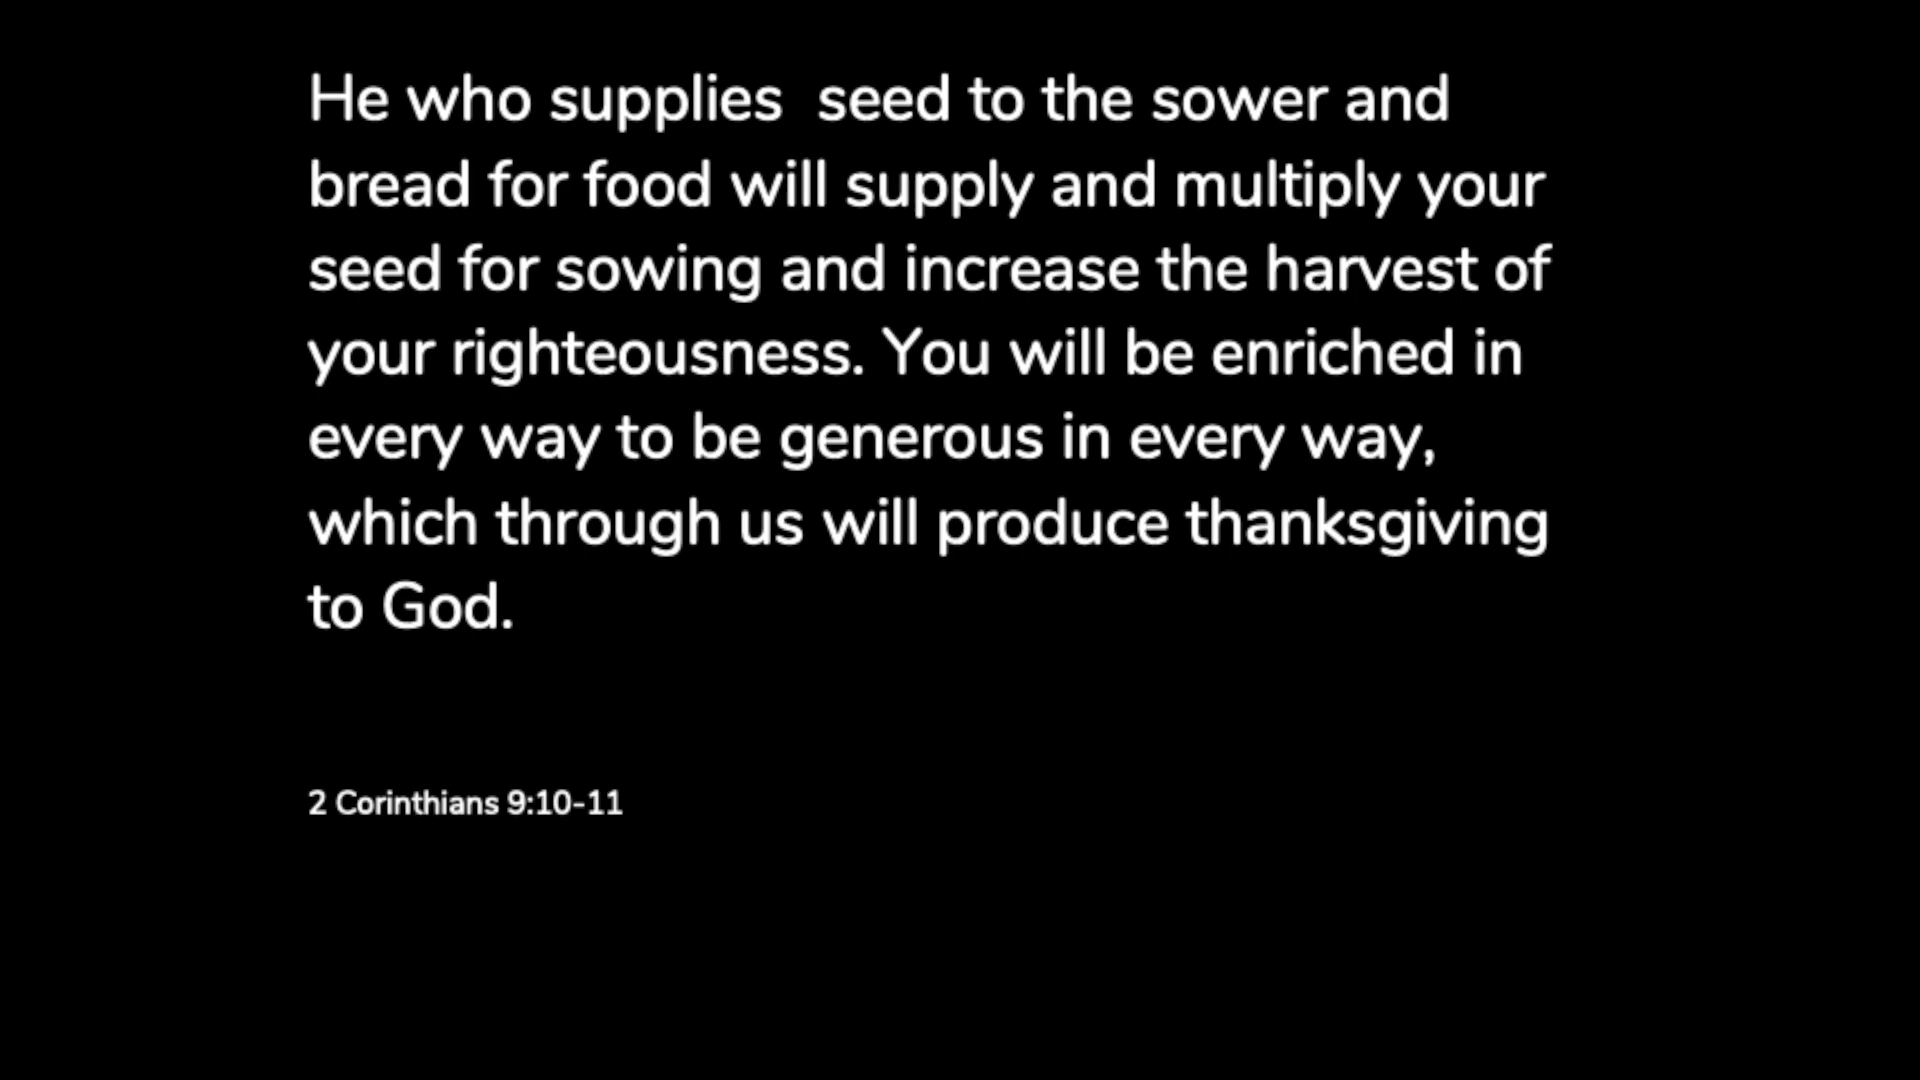 He who supplies  seed to the sower and
bread for food will supply and multiply your
seed for sowing and increase the harvest of
your righteousness. You will be enriched in
every way to be generous in every way,
which through us will produce thanksgiving
to God.
2 Corinthians 9:10-11